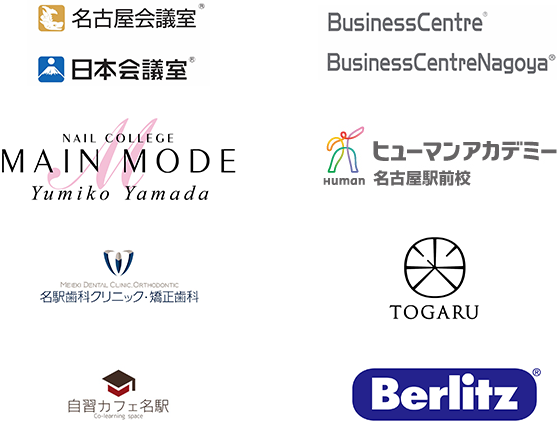 名古屋会議室®
BusinessCentre®
日本会議室®
BusinessCentreNagoya®
NAIL COLLEGE
M
MAIN MODE
Yumiko Yamada
ヒューマンアカデミー
Human 名古屋駅前校
MEIEKI DENTAL CLINIC,ORTHODONTIC
名駅歯科クリニック・矯正歯科
TOGARU
自習カフェ名駅
Co-learning space
Berlitz®